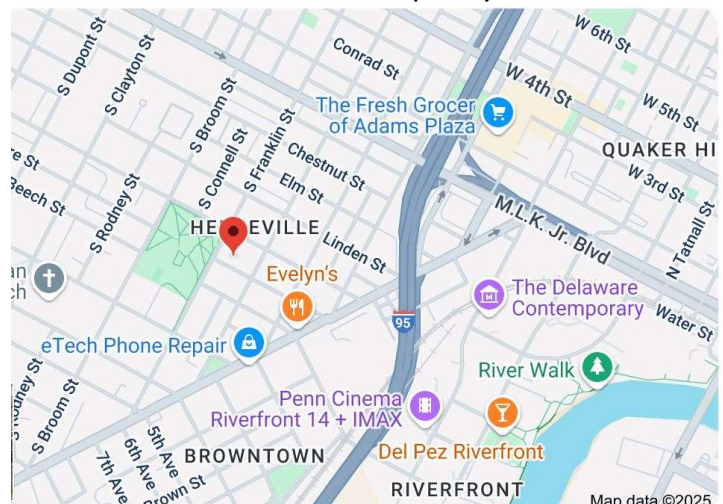 W 6th St
S Dupont St
S Clayton St
Conrad St
W 4th St
S Broom St
The Fresh Grocer
of Adams Plaza
W 5th St
S Connell St
S Franklin St
Chestnut St
QUAKER HI
re St
Elm St
W 3rd St
Beech St
S Rodney St
M.L.K. Jr. Blvd
N Tatnall St
EVILLE
Linden St
Evelyn's
The Delaware
Contemporary
Water St
95
eTech Phone Repair
River Walk
Penn Cinema
Riverfront 14 + IMAX
S Broom St
Del Pez Riverfront
5th Ave
6th Ave
7th Ave
BROWNTOWN
Brown St
RIVERFRONT
Map data ©2025